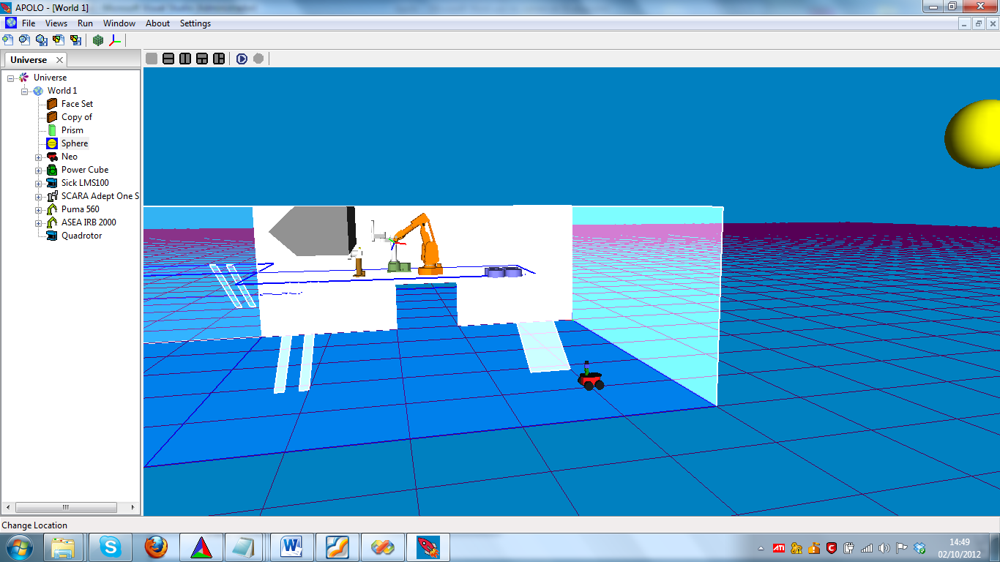 APOLO - [World 1]
File Views Run Window About Settings
Universe
Universe
World 1
Face Set
Copy of
Prism
Sphere
Neo
Power Cube
Sick LMS100
SCARA Adept One S
Puma 560
ASEA IRB 2000
Quadrotor
Change Location
ATI
14:49
02/10/2012